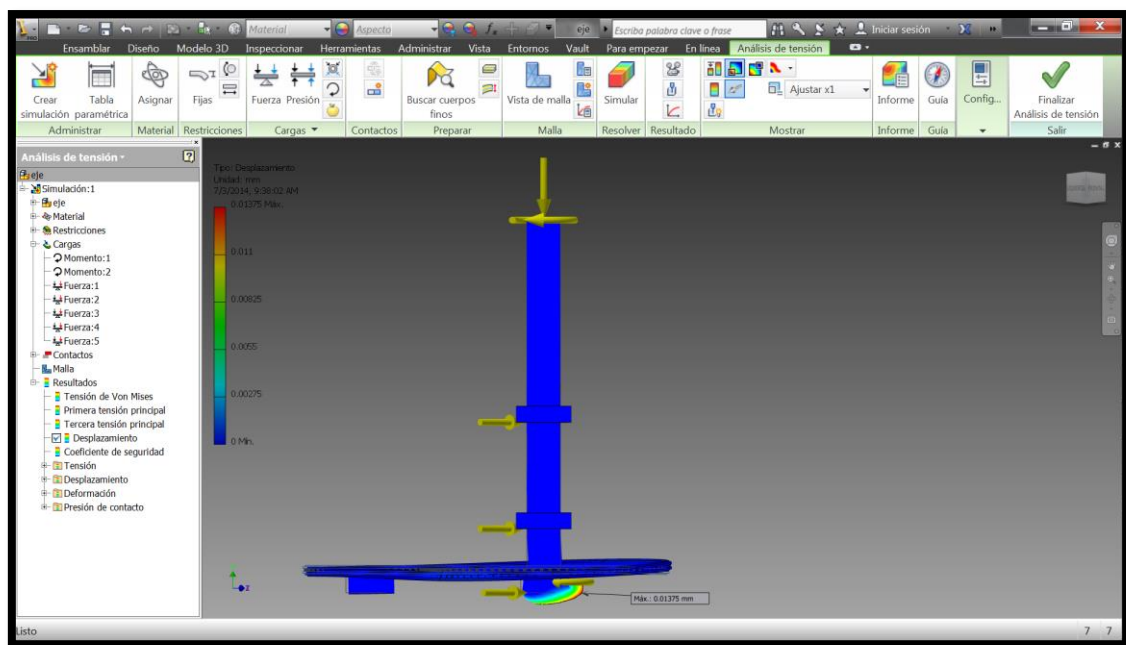 PRO
Material
Aspecto
eje
Escriba palabra clave o frase
Iniciar sesión
Ensamblar Diseño Modelo 3D Inspeccionar Herramientas Administrar Vista Entornos Vault Para empezar En línea Análisis de tensión
Crear simulación
Tabla paramétrica
Asignar
Fijas
Fuerza Presión
Buscar cuerpos finos
Vista de malla
Simular
Ajustar x1
Informe
Guía
Config...
Finalizar
Análisis de tensión
Administrar Material Restricciones Cargas Contactos Preparar Malla Resolver Resultado Mostrar Informe Guía Salir
Análisis de tensión
eje
Simulación:1
eje
Material
Restricciones
Cargas
Momento:1
Momento:2
Fuerza:1
Fuerza:2
Fuerza:3
Fuerza:4
Fuerza:5
Contactos
Malla
Resultados
Tensión de Von Mises
Primera tensión principal
Tercera tensión principal
Desplazamiento
Coeficiente de seguridad
Tensión
Desplazamiento
Deformación
Presión de contacto
Tipo: Desplazamiento
Unidad: mm
7/3/2014, 9:38:02 AM
0.01375 Máx.
0.011
0.00825
0.0055
0.00275
0 Mín.
Z
Máx.: 0.01375 mm
Listo
7 7